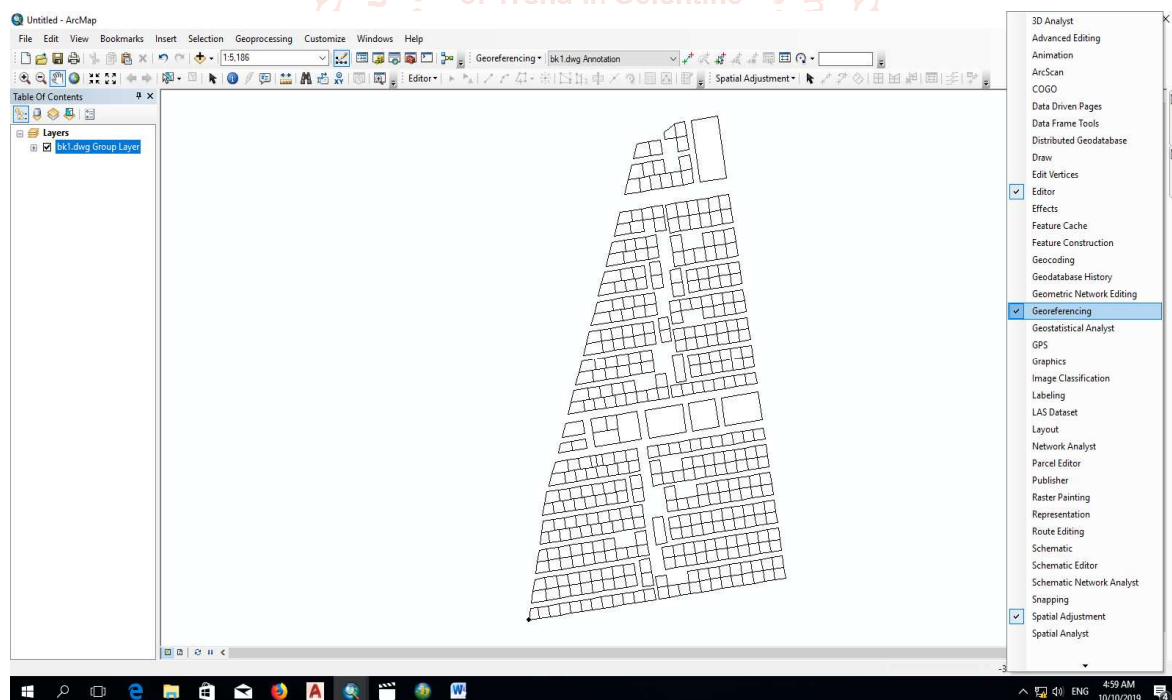 of Trend in Scientific
Untitled - ArcMap
File Edit View Bookmarks Insert Selection Geoprocessing Customize Windows Help
1:5,186
Georeferencing
bk1.dwg Annotation
Editor
Spatial Adjustment
Table Of Contents
Layers
bk1.dwg Group Layer
3D Analyst
Advanced Editing
Animation
ArcScan
COGO
Data Driven Pages
Data Frame Tools
Distributed Geodatabase
Draw
Edit Vertices
Editor
Effects
Feature Cache
Feature Construction
Geocoding
Geodatabase History
Geometric Network Editing
Georeferencing
Geostatistical Analyst
GPS
Graphics
Image Classification
Labeling
LAS Dataset
Layout
Network Analyst
Parcel Editor
Publisher
Raster Painting
Representation
Route Editing
Schematic
Schematic Editor
Schematic Network Analyst
Snapping
Spatial Adjustment
Spatial Analyst
-3
ENG
4:59 AM
10/10/2019